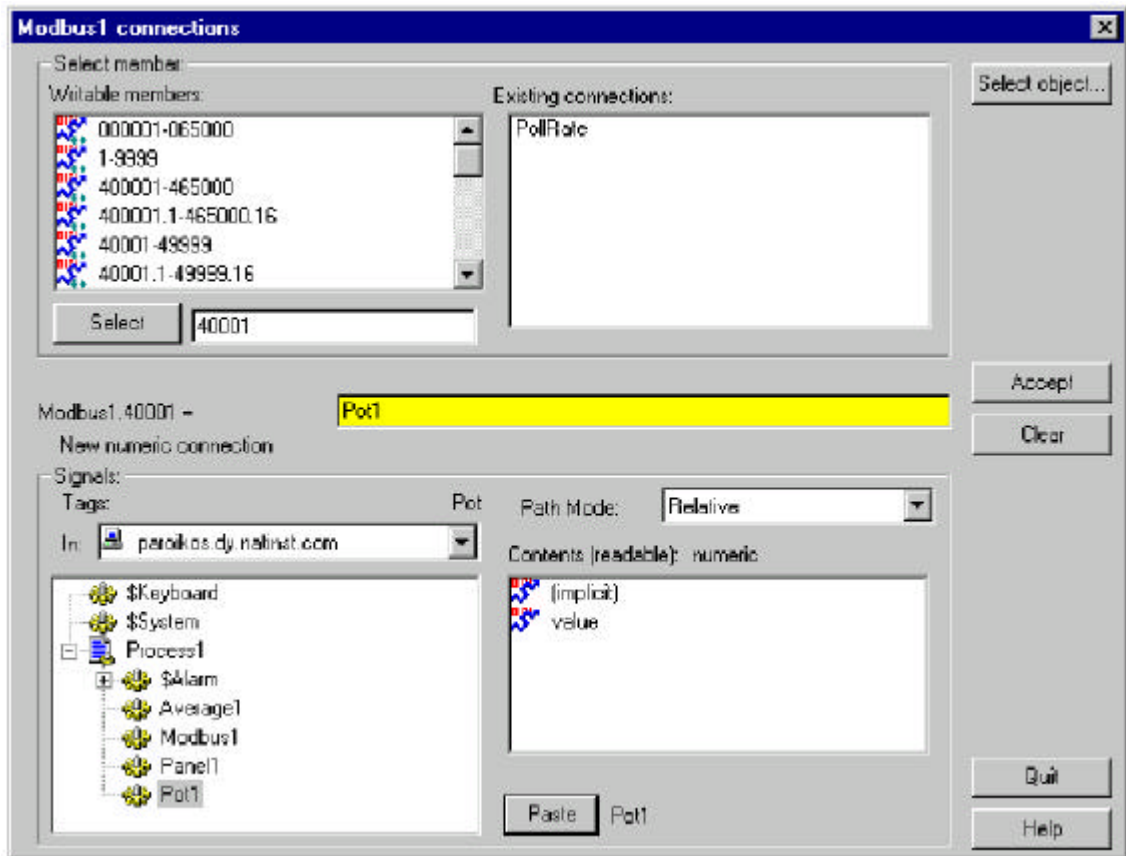 Modbus1 connections
Select member:
Writable members:
000001-065000
1-9999
400001-465000
400001.1-465000.16
40001-49999
40001.1-49999.16
Select
40001
Existing connections:
PollRate
Select object...
Accept
Clear
Modbus1.40001 =
Pot1
New numeric connection
Signals:
Tags:
Pot
In:
paroikos.dy.natinst.com
$Keyboard
$System
Process1
$Alarm
Average1
Modbus1
Panel1
Pot1
Path Mode:
Relative
Contents (readable): numeric
(implicit)
value
Paste
Pot1
Quit
Help